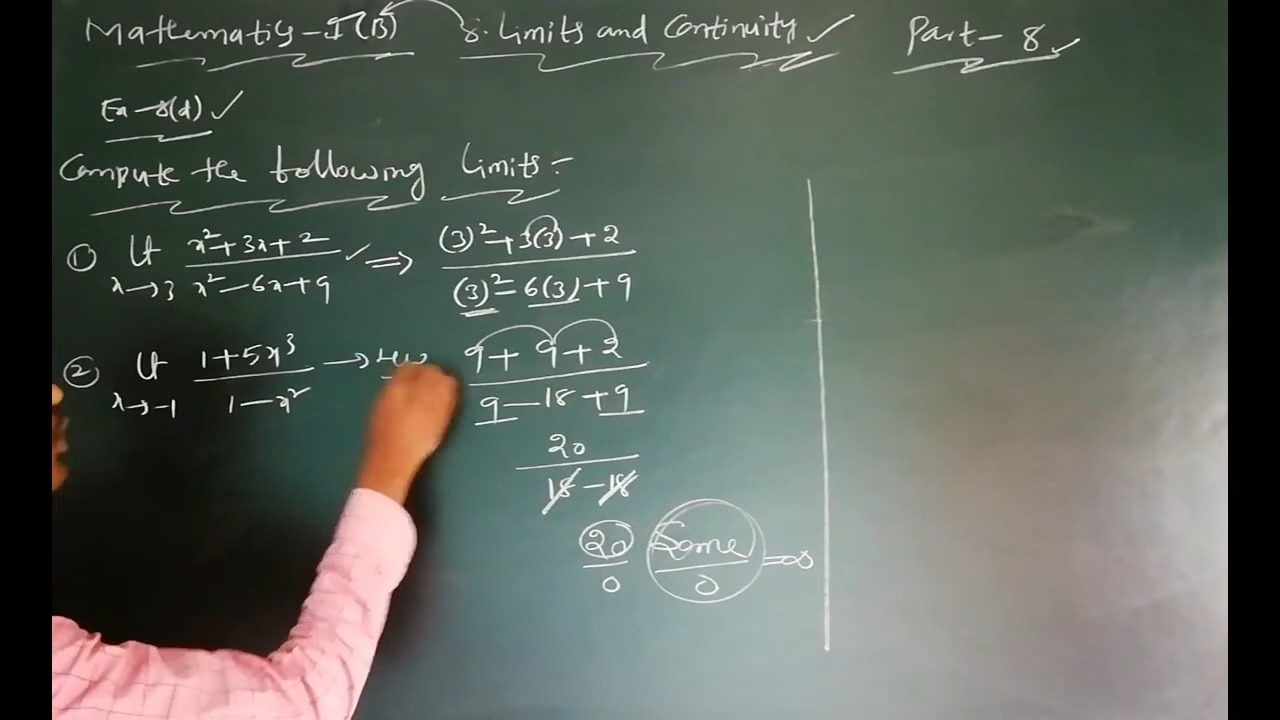 Mathematics-I(B) 8. Limits and Continuity ✓ Part-8 ✓
Ex-8(d) ✓
Compute the following Limits:-
1) Lt x→3 (x²+3x+2)/(x²-6x+9) ✓ ⇒ ((3)²+3(3)+2)/((3)²-6(3)+9)
2) Lt x→-1 (1+5x³)/(1-x²) →
(9+9+2)/(9-18+9)
20/(18-18)
20/0 Some/0 =∞